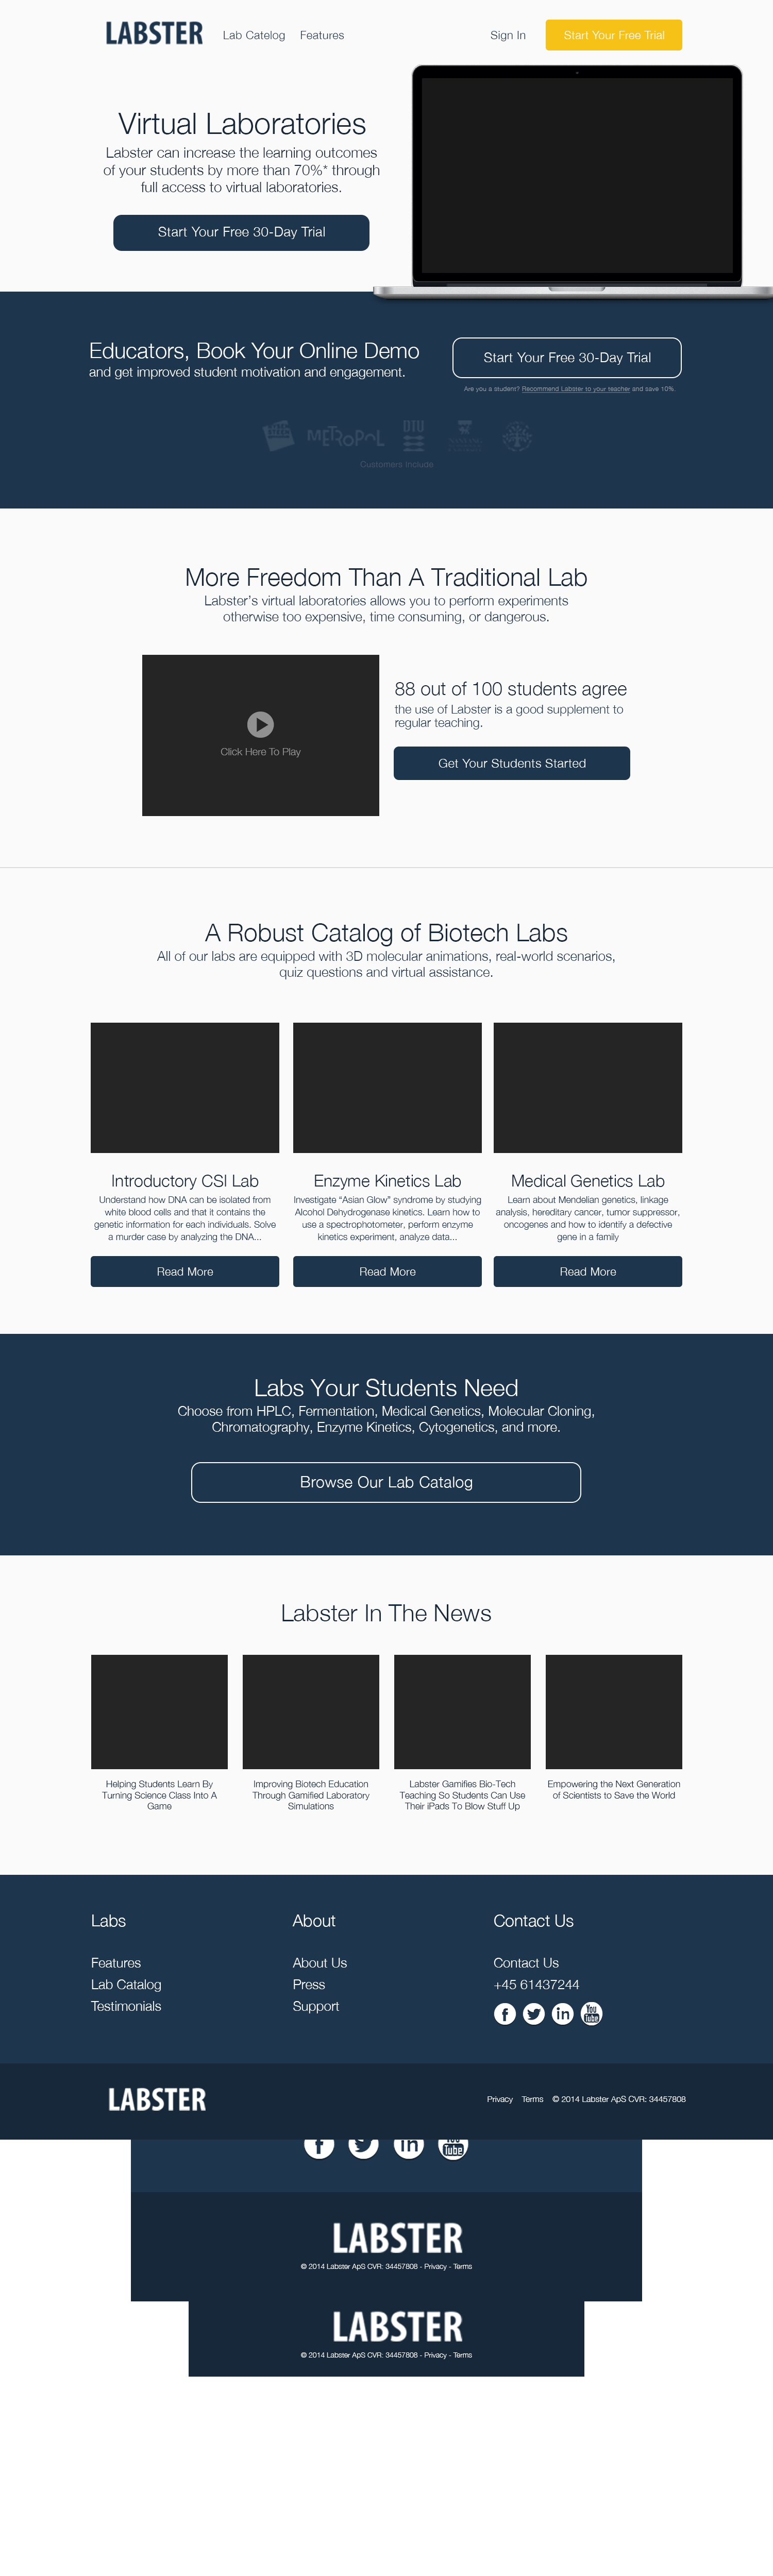 LABSTER Lab Catelog Features Sign In Start Your Free Trial
Virtual Laboratories
Labster can increase the learning outcomes
of your students by more than 70%* through
full access to virtual laboratories.
Start Your Free 30-Day Trial
Educators, Book Your Online Demo
and get improved student motivation and engagement.
Start Your Free 30-Day Trial
Are you a student? Recommend Labster to your teacher and save 10%.
METROPOL DTU
Customers Include
More Freedom Than A Traditional Lab
Labster's virtual laboratories allows you to perform experiments
otherwise too expensive, time consuming, or dangerous.
Click Here To Play
88 out of 100 students agree
the use of Labster is a good supplement to
regular teaching.
Get Your Students Started
A Robust Catalog of Biotech Labs
All of our labs are equipped with 3D molecular animations, real-world scenarios,
quiz questions and virtual assistance.
Introductory CSI Lab
Understand how DNA can be isolated from
white blood cells and that it contains the
genetic information for each individuals. Solve
a murder case by analyzing the DNA...
Read More
Enzyme Kinetics Lab
Investigate “Asian Glow” syndrome by studying
Alcohol Dehydrogenase kinetics. Learn how to
use a spectrophotometer, perform enzyme
kinetics experiment, analyze data...
Read More
Medical Genetics Lab
Learn about Mendelian genetics, linkage
analysis, hereditary cancer, tumor suppressor,
oncogenes and how to identify a defective
gene in a family
Read More
Labs Your Students Need
Choose from HPLC, Fermentation, Medical Genetics, Molecular Cloning,
Chromatography, Enzyme Kinetics, Cytogenetics, and more.
Browse Our Lab Catalog
Labster In The News
Helping Students Learn By
Turning Science Class Into A
Game
Improving Biotech Education
Through Gamified Laboratory
Simulations
Labster Gamifies Bio-Tech
Teaching So Students Can Use
Their iPads To Blow Stuff Up
Empowering the Next Generation
of Scientists to Save the World
Labs
Features
Lab Catalog
Testimonials
About
About Us
Press
Support
Contact Us
Contact Us
+45 61437244
f in You Tube
LABSTER Privacy Terms © 2014 Labster ApS CVR: 34457808
f in You Tube
LABSTER
© 2014 Labster ApS CVR: 34457808 - Privacy - Terms
LABSTER
© 2014 Labster ApS CVR: 34457808 - Privacy - Terms